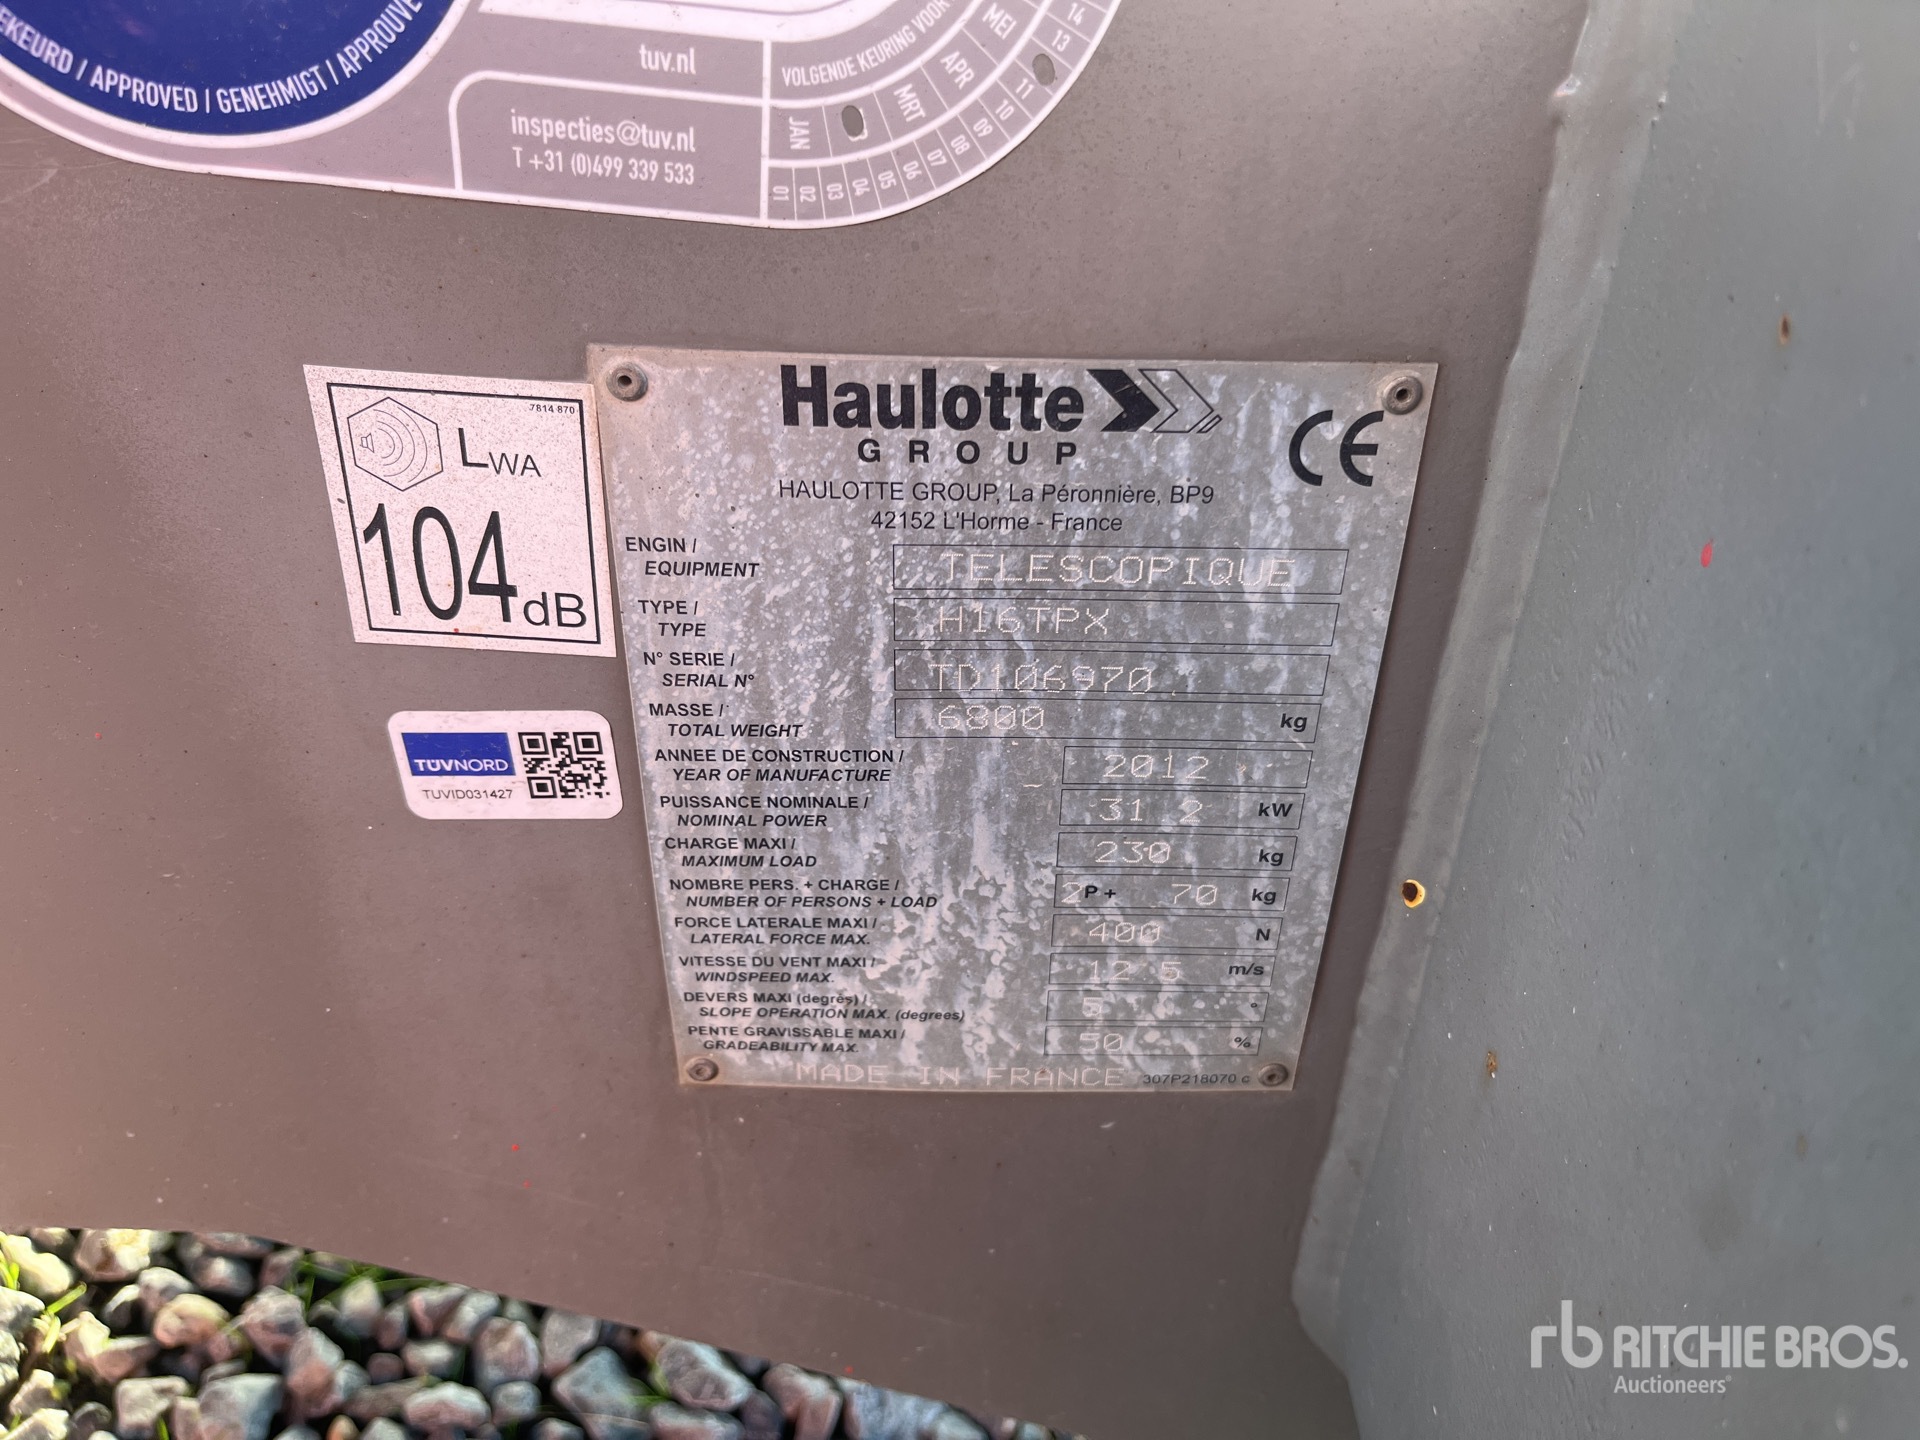 EKEURD / APPROVED / GENEHMIGT / APPROUVÉ
tuv.nl
inspecties@tuv.nl
T +31 (0)499 339 533
VOLGENDE KEURING VOOR
JAN MRT APR MEI
01 02 03 04 05 06 07 08 09 10 11 13 14
7814 870
LWA
104 dB
TÜVNORD
TUVID031427
Haulotte
GROUP
CE
HAULOTTE GROUP, La Péronnière, BP9
42152 L'Horme - France
ENGIN /
EQUIPMENT TELESCOPIQUE
TYPE /
TYPE H16TPX
N° SERIE /
SERIAL N° TD106970
MASSE /
TOTAL WEIGHT 6800 kg
ANNEE DE CONSTRUCTION /
YEAR OF MANUFACTURE 2012
PUISSANCE NOMINALE /
NOMINAL POWER 31.2 kW
CHARGE MAXI /
MAXIMUM LOAD 230 kg
NOMBRE PERS. + CHARGE /
NUMBER OF PERSONS + LOAD 2P+ 70 kg
FORCE LATERALE MAXI /
LATERAL FORCE MAX. 400 N
VITESSE DU VENT MAXI /
WINDSPEED MAX. 12.5 m/s
DEVERS MAXI (degrès) /
SLOPE OPERATION MAX. (degrees) 5 °
PENTE GRAVISSABLE MAXI /
GRADEABILITY MAX. 50 %
MADE IN FRANCE 307P218070 c
rb RITCHIE BROS.
Auctioneers